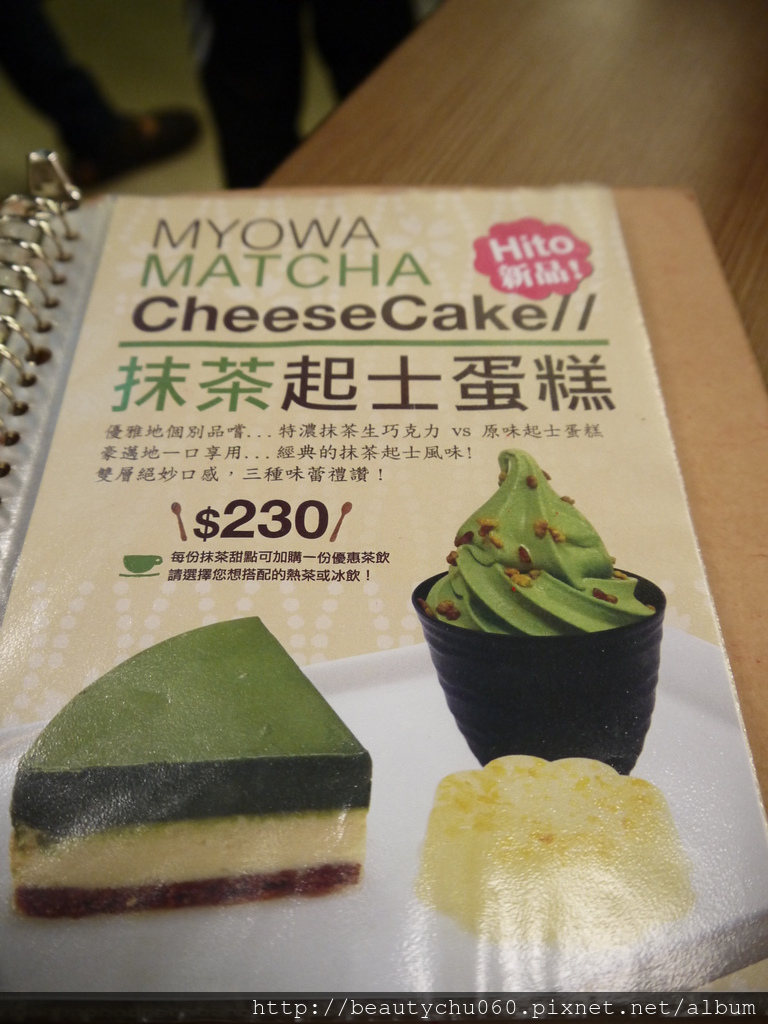 MYOWA
MATCHA
CheeseCake//
Hito
新品!
抹茶起士蛋糕
優雅地個別品嚐...特濃抹茶生巧克力 vs 原味起士蛋糕
豪邁地一口享用...經典的抹茶起士風味!
雙層絕妙口感，三種味蕾禮讚!
$230
每份抹茶甜點可加購一份優惠茶飲
請選擇您想搭配的熱茶或冰飲!
http://beautychu060.pixnet.net/album